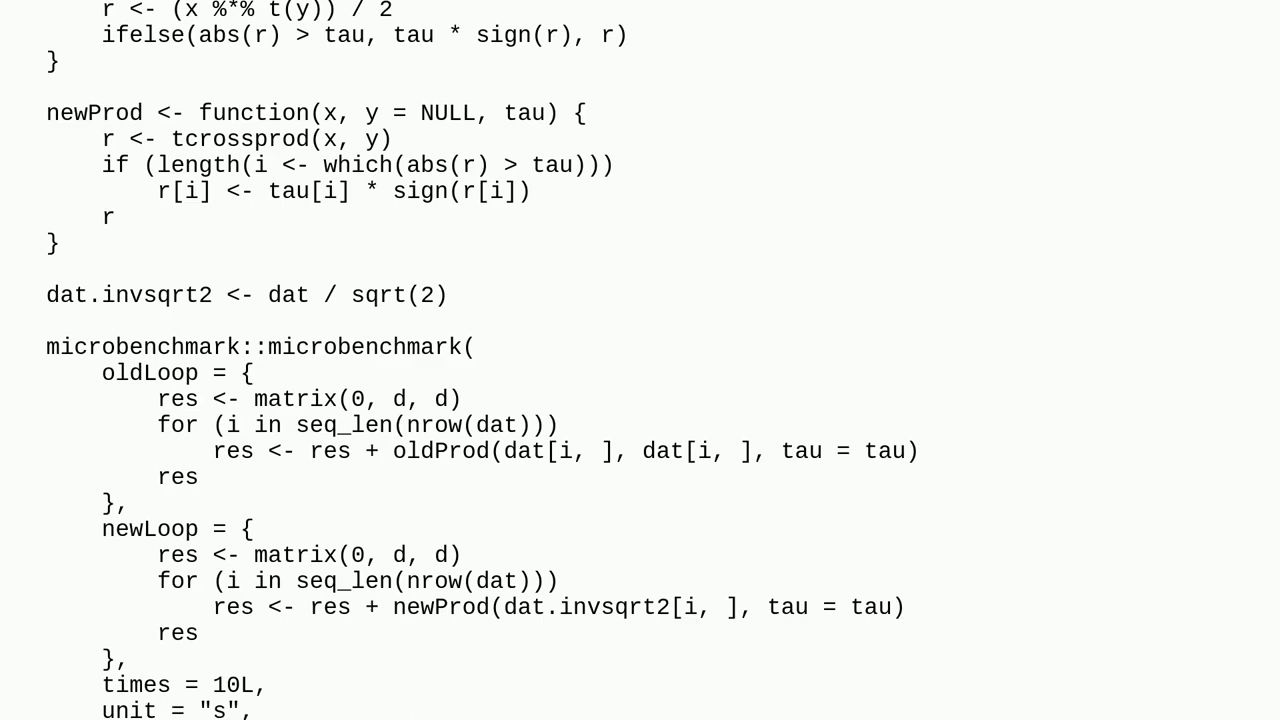 r <- (x %*% t(y)) / 2
ifelse(abs(r) > tau, tau * sign(r), r)
}
newProd <- function(x, y = NULL, tau) {
r <- tcrossprod(x, y)
if (length(i <- which(abs(r) > tau)))
r[i] <- tau[i] * sign(r[i])
r
}
dat.invsqrt2 <- dat / sqrt(2)
microbenchmark::microbenchmark(
oldLoop = {
res <- matrix(0, d, d)
for (i in seq_len(nrow(dat)))
res <- res + oldProd(dat[i, ], dat[i, ], tau = tau)
res
},
newLoop = {
res <- matrix(0, d, d)
for (i in seq_len(nrow(dat)))
res <- res + newProd(dat.invsqrt2[i, ], tau = tau)
res
},
times = 10L,
unit = "s",